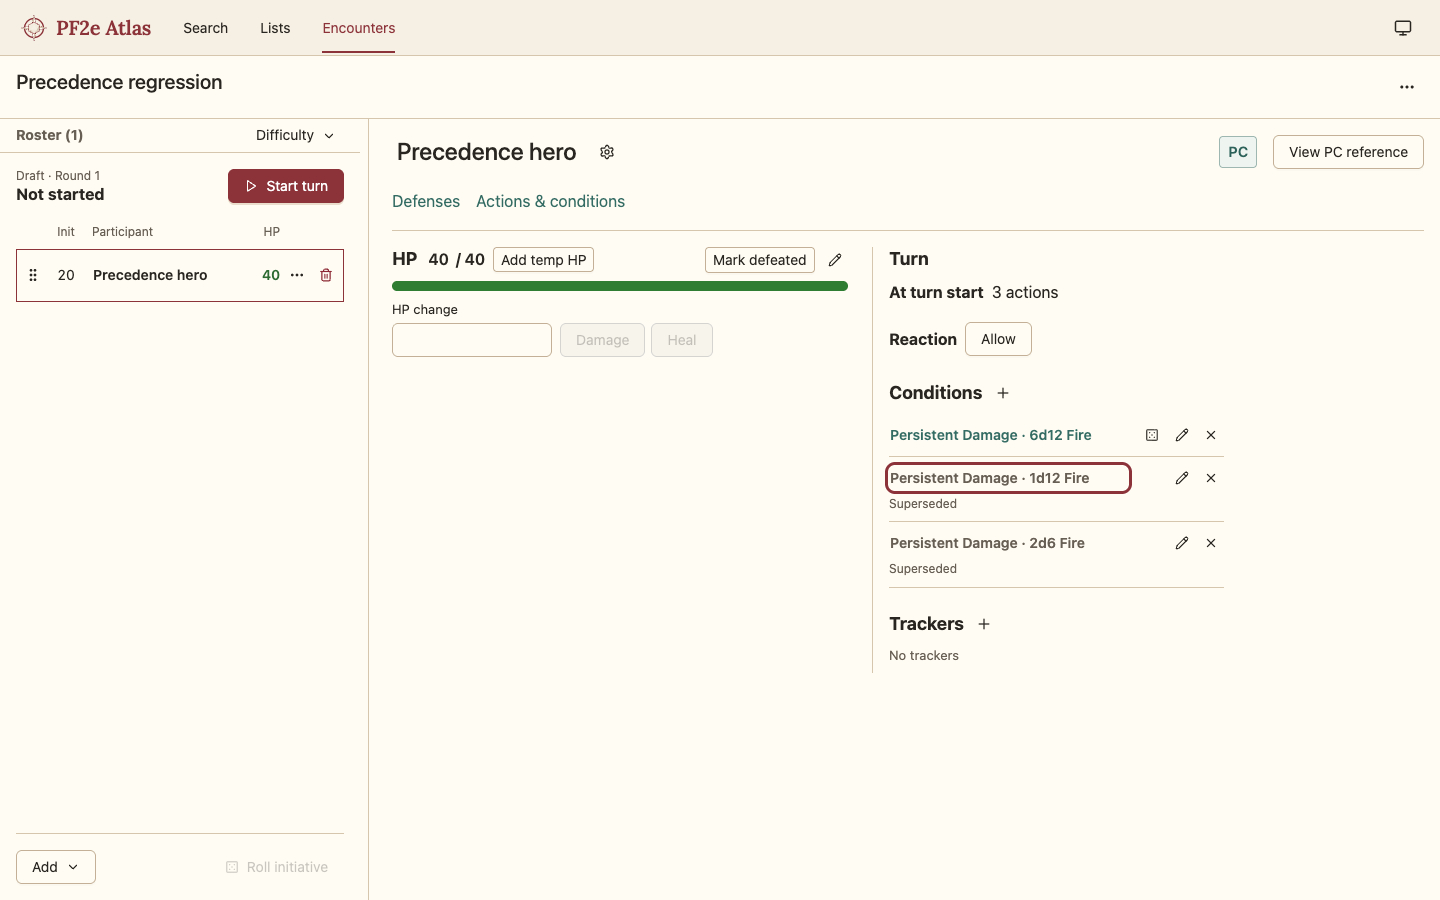 PF2e Atlas
Search
Lists
Encounters
Precedence regression
Roster (1)
Difficulty
Draft · Round 1
Not started
Start turn
Init
Participant
HP
20
Precedence hero
40
Add
Roll initiative
Precedence hero
PC
View PC reference
Defenses
Actions & conditions
HP 40 / 40
Add temp HP
Mark defeated
HP change
Damage
Heal
Turn
At turn start 3 actions
Reaction
Allow
Conditions
Persistent Damage · 6d12 Fire
Persistent Damage · 1d12 Fire
Superseded
Persistent Damage · 2d6 Fire
Superseded
Trackers
No trackers